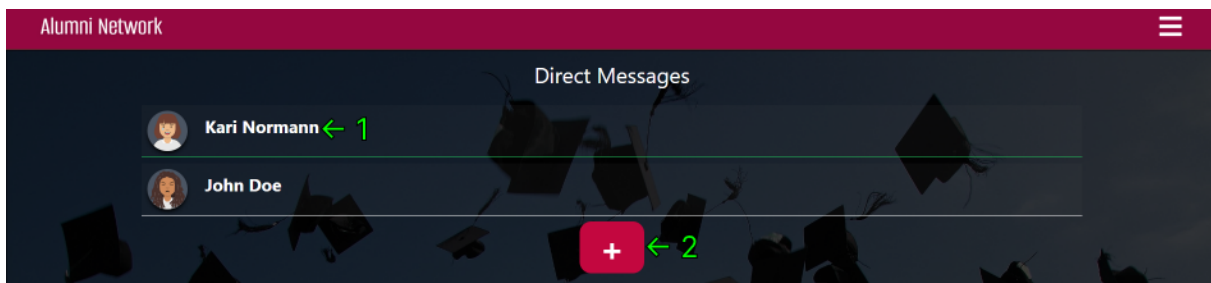 Alumni Network
Direct Messages
Kari Normann ← 1
John Doe
+ ← 2